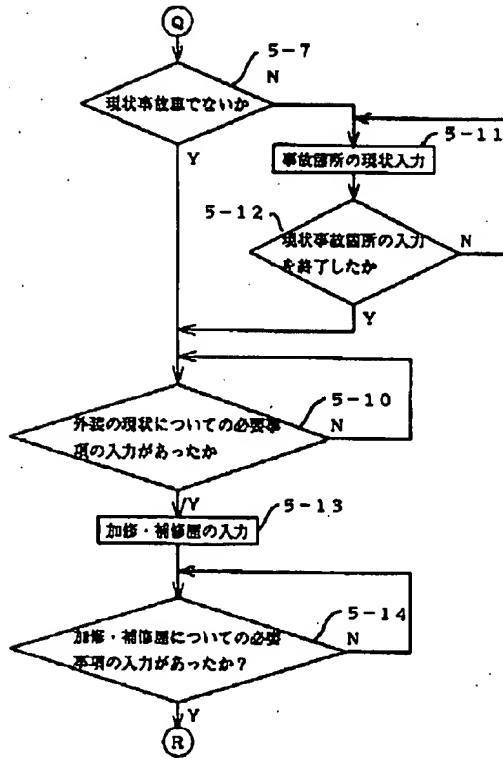 Q
5-7
現状事故車でないか
N
Y
5-11
事故箇所の現状入力
5-12
現状事故箇所の入力
を終了したか
N
Y
5-10
外装の現状についての必要事
項の入力があったか
N
Y
5-13
加修・補修歴の入力
5-14
加修・補修歴についての必要
事項の入力があったか?
N
Y
R